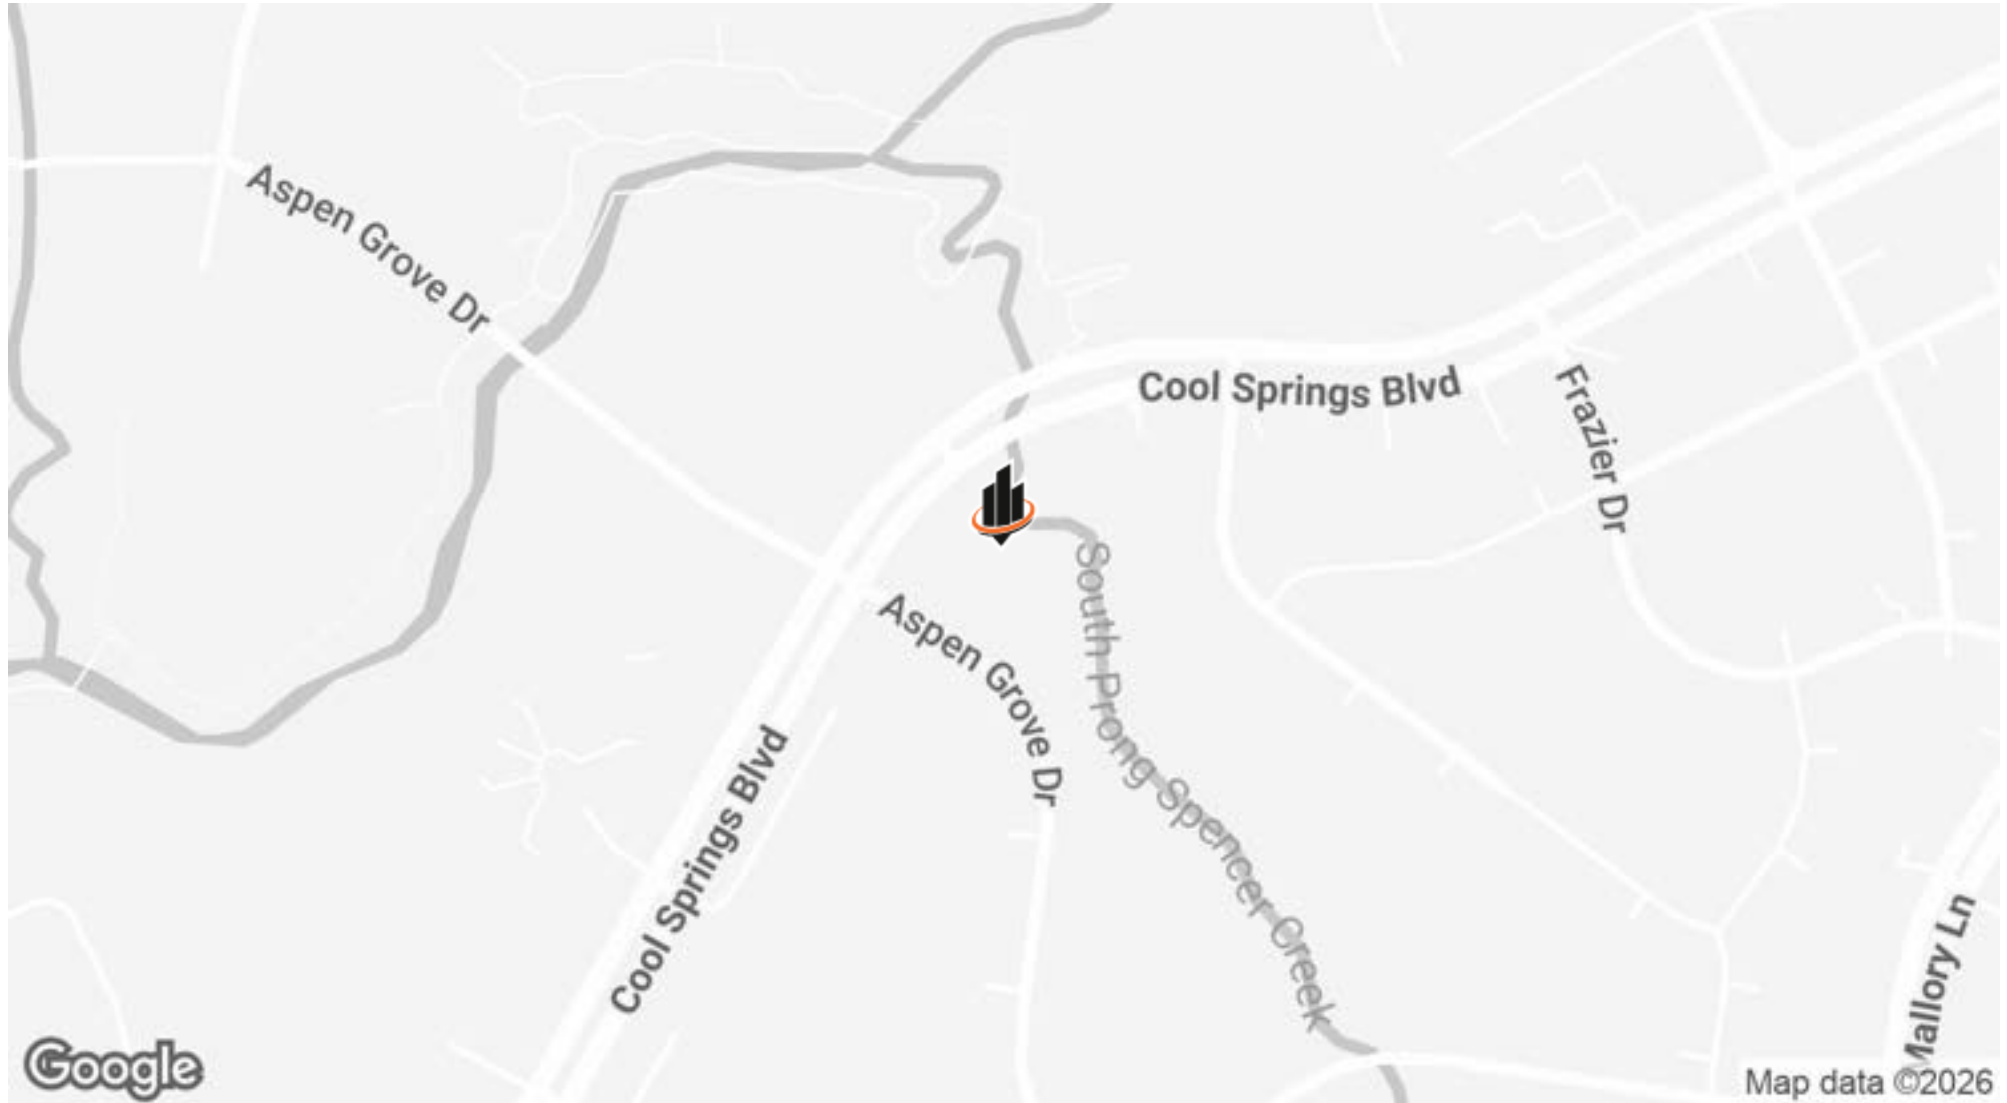 Aspen Grove Dr
Cool Springs Blvd
Frazier Dr
South Prong Spencer Creek
Aspen Grove Dr
Cool Springs Blvd
Mallory Ln
Google
Map data ©2026